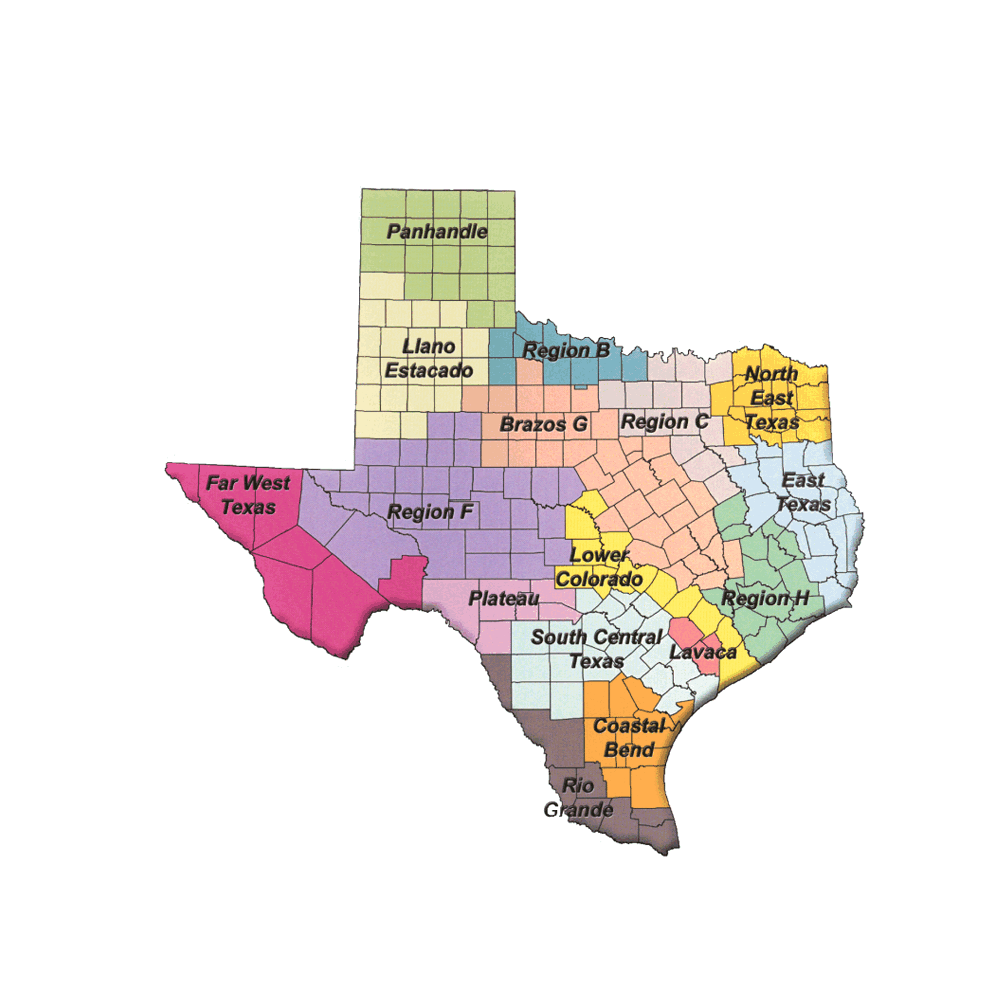 Panhandle
Llano
Estacado
Region B
North
East
Texas
Brazos G
Region C
Far West
Texas
Region F
East
Texas
Lower
Colorado
Plateau
Region H
South Central
Texas
Lavaca
Coastal
Bend
Rio
Grande